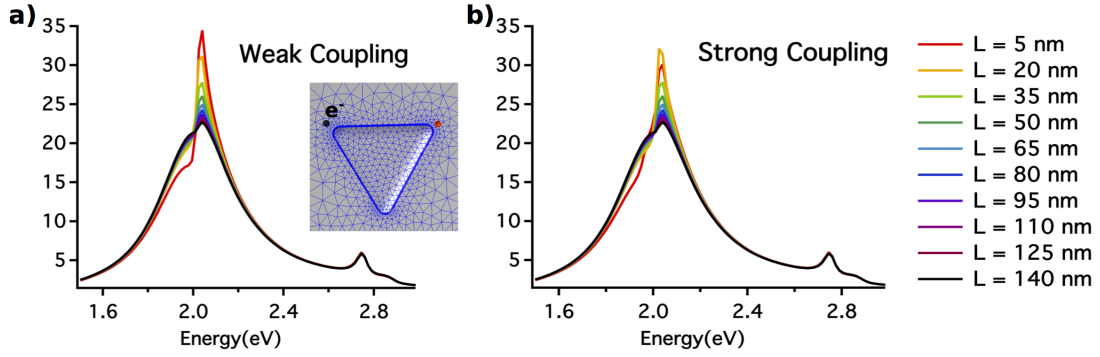 a)
35
30
25
20
15
10
5
Weak Coupling
e-
1.6
2.0
2.4
2.8
Energy(eV)
b)
35
30
25
20
15
10
5
Strong Coupling
1.6
2.0
2.4
2.8
Energy(eV)
L = 5 nm
L = 20 nm
L = 35 nm
L = 50 nm
L = 65 nm
L = 80 nm
L = 95 nm
L = 110 nm
L = 125 nm
L = 140 nm